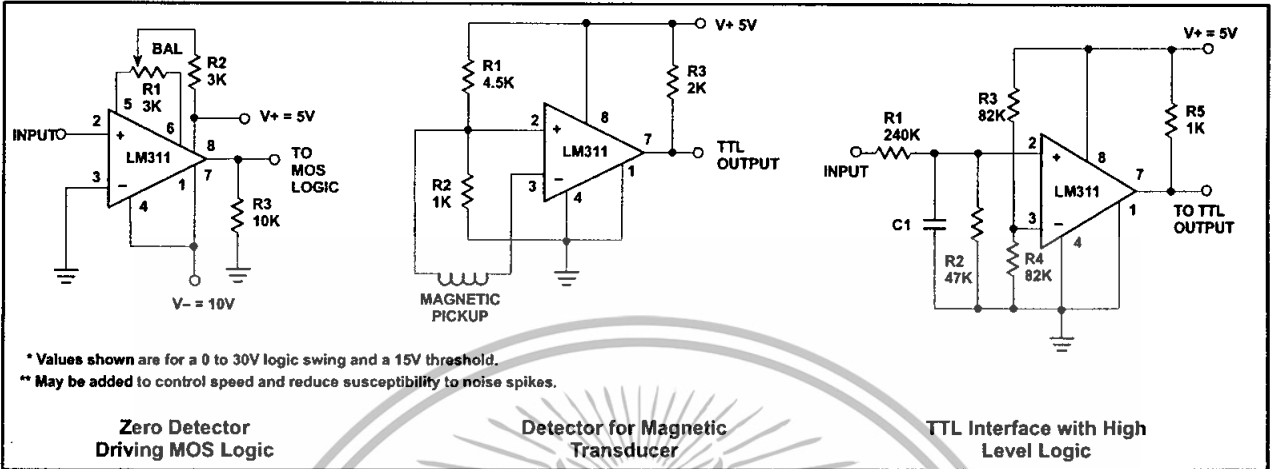 BAL
R2
3K
R1
3K
5
6
V+ = 5V
INPUT
2
+
LM311
8
7
TO
MOS
LOGIC
3
–
1
4
R3
10K
V– = 10V
V+ 5V
R1
4.5K
R3
2K
2
+
8
LM311
7
TTL
OUTPUT
R2
1K
3
–
4
1
MAGNETIC
PICKUP
V+ = 5V
R3
82K
R5
1K
R1
240K
INPUT
2
+
8
LM311
7
TO TTL
OUTPUT
C1
3
–
1
4
R2
47K
R4
82K
* Values shown are for a 0 to 30V logic swing and a 15V threshold.
** May be added to control speed and reduce susceptibility to noise spikes.
Zero Detector
Driving MOS Logic
Detector for Magnetic
Transducer
TTL Interface with High
Level Logic